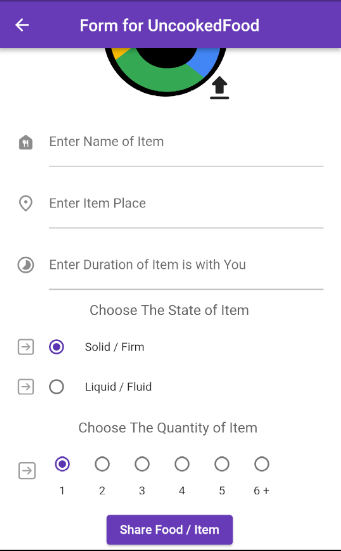 Form for UncookedFood
Enter Name of Item
Enter Item Place
Enter Duration of Item is with You
Choose The State of Item
Solid / Firm
Liquid / Fluid
Choose The Quantity of Item
1 2 3 4 5 6 +
Share Food / Item